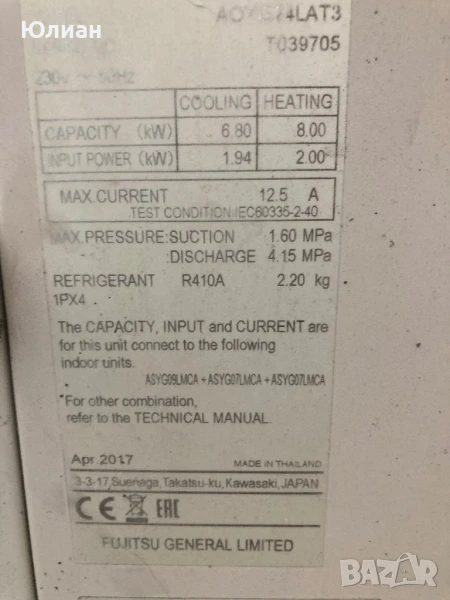 Юлиан
T039705
230V ~ 50Hz
COOLING HEATING
CAPACITY (kW) 6.80 8.00
INPUT POWER (kW) 1.94 2.00
MAX.CURRENT 12.5 A
TEST CONDITION:IEC60335-2-40
MAX.PRESSURE:SUCTION 1.60 MPa
:DISCHARGE 4.15 MPa
REFRIGERANT R410A 2.20 kg
1PX4
The CAPACITY, INPUT and CURRENT are
for this unit connect to the following
indoor units.
ASYG09LMCA + ASYG07LMCA + ASYG07LMCA
For other combination,
refer to the TECHNICAL MANUAL.
Apr.2017 MADE IN THAILAND
3-3-17,Suenaga,Takatsu-ku,Kawasaki,JAPAN
CE EAC
FUJITSU GENERAL LIMITED
BAZAR